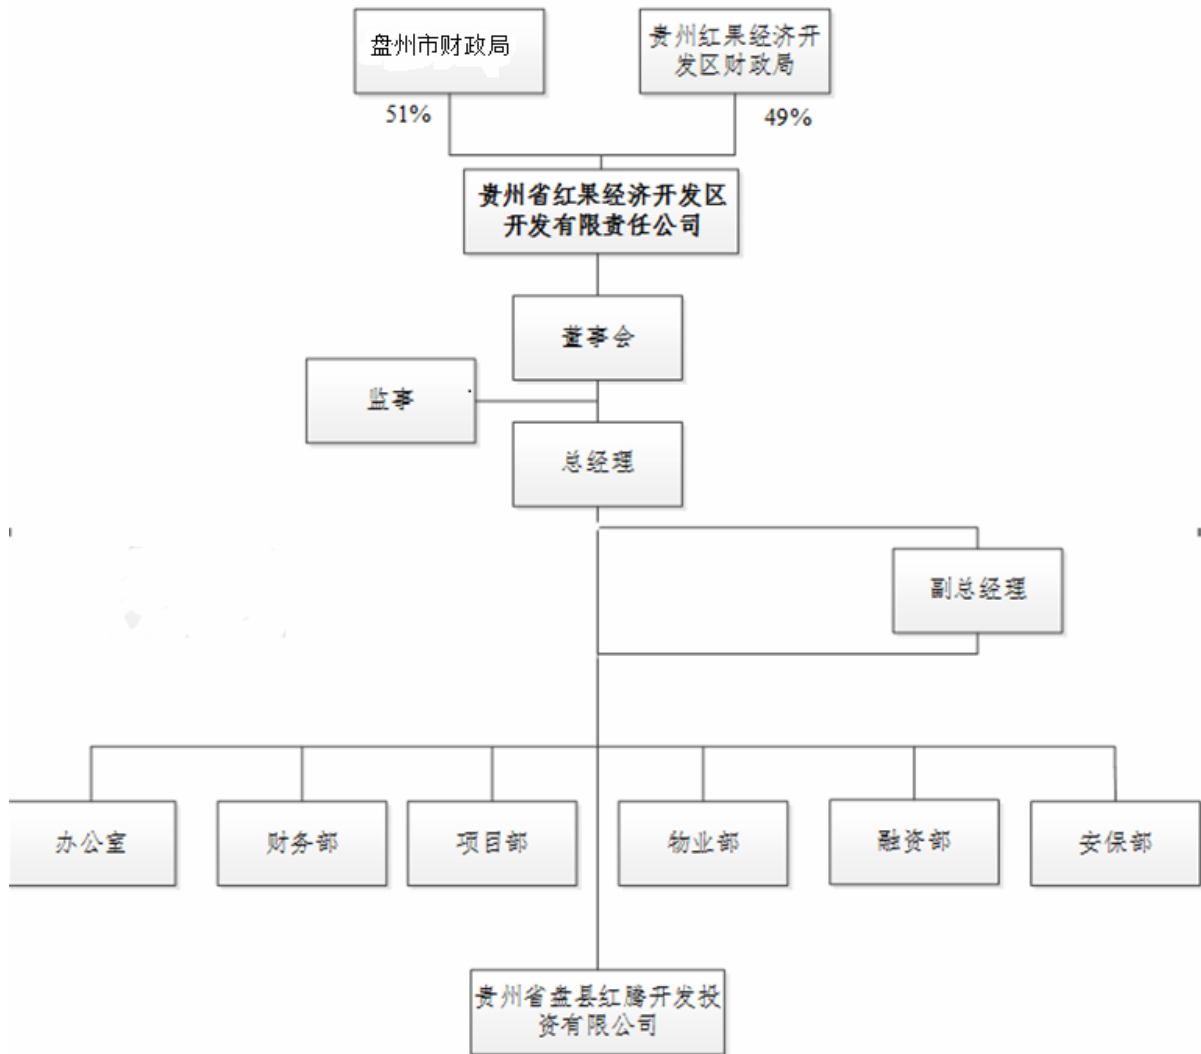 盘州市财政局
贵州红果经济开
发区财政局
51%
49%
贵州省红果经济开发区
开发有限责任公司
董事会
监事
总经理
副总经理
办公室
财务部
项目部
物业部
融资部
安保部
贵州省盘县红腾开发投
资有限公司